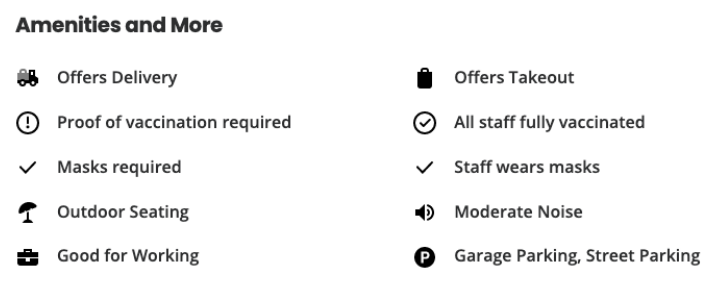 Amenities and More
Offers Delivery
Offers Takeout
Proof of vaccination required
All staff fully vaccinated
Masks required
Staff wears masks
Outdoor Seating
Moderate Noise
Good for Working
P
Garage Parking, Street Parking